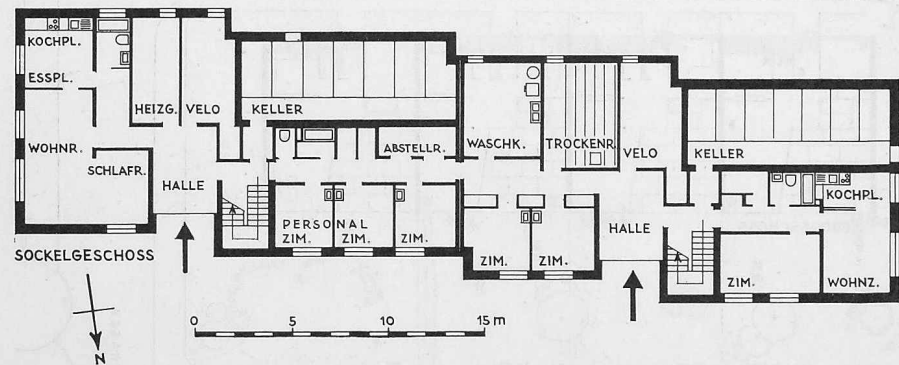 KOCHPL.
ESSPL.
HEIZG.
VELO
KELLER
WOHNR.
SCHLAFR.
HALLE
ABSTELLR.
PERSONAL
ZIM.
ZIM.
ZIM.
WASCHK.
TROCKENR.
VELO
KELLER
KOCHPL.
HALLE
ZIM.
ZIM.
ZIM.
WOHNZ.
SOCKELGESCHOSS
0 5 10 15 m
N